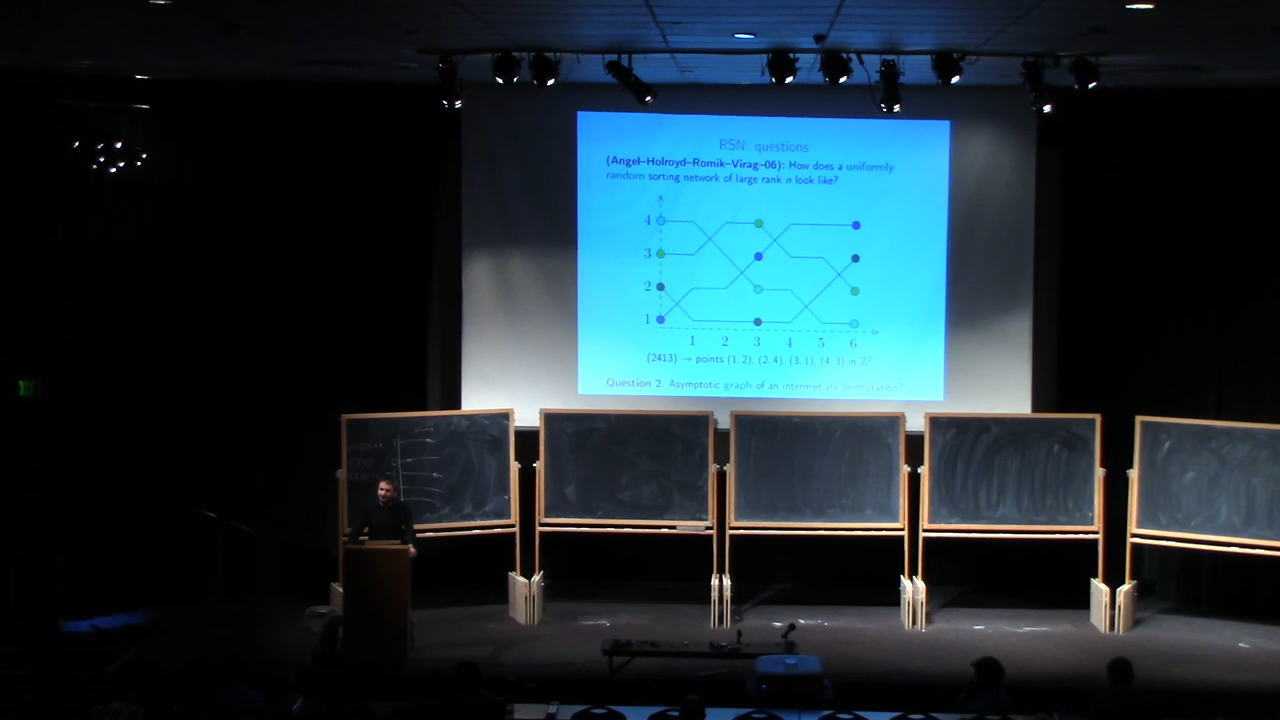 RSN: questions
(Angel–Holroyd–Romik–Virag–06): How does a uniformly
random sorting network of large rank n look like?
4
3
2
1
1 2 3 4 5 6
(2413) → points (1, 2), (2, 4), (3, 1), (4, 3) in ℤ²
Question 2. Asymptotic graph of an intermediate permutation?